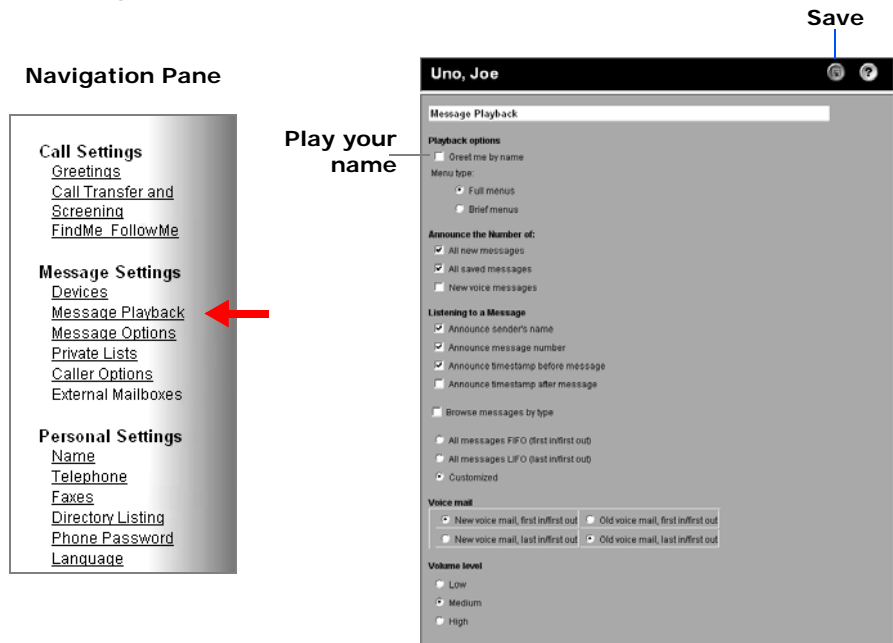 Save
Navigation Pane
Call Settings
Greetings
Call Transfer and
Screening
FindMe FollowMe
Message Settings
Devices
Message Playback
Message Options
Private Lists
Caller Options
External Mailboxes
Personal Settings
Name
Telephone
Faxes
Directory Listing
Phone Password
Language
Play your
name
Uno, Joe
?
Message Playback
Playback options
Greet me by name
Menu type:
Full menus
Brief menus
Announce the Number of:
All new messages
All saved messages
New voice messages
Listening to a Message
Announce sender's name
Announce message number
Announce timestamp before message
Announce timestamp after message
Browse messages by type
All messages FIFO (first in/first out)
All messages LIFO (last in/first out)
Customized
Voice mail
New voice mail, first in/first out Old voice mail, first in/first out
New voice mail, last in/first out Old voice mail, last in/first out
Volume level
Low
Medium
High